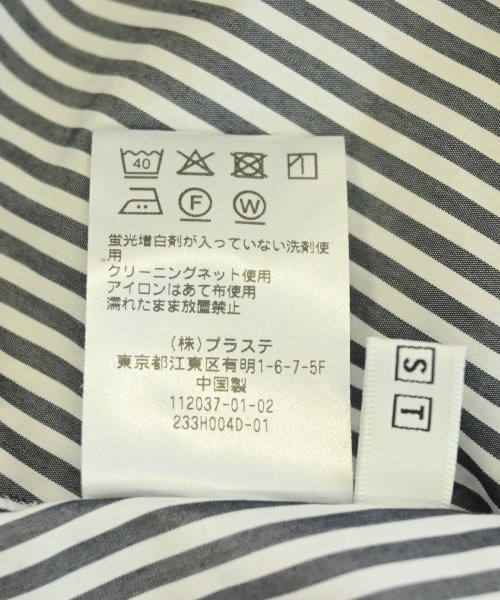 40
F W
蛍光増白剤が入っていない洗剤使
用
クリーニングネット使用
アイロンはあて布使用
濡れたまま放置禁止
(株)プラステ
東京都江東区有明1-6-7-5F
中国製
112037-01-02
233H004D-01
S T